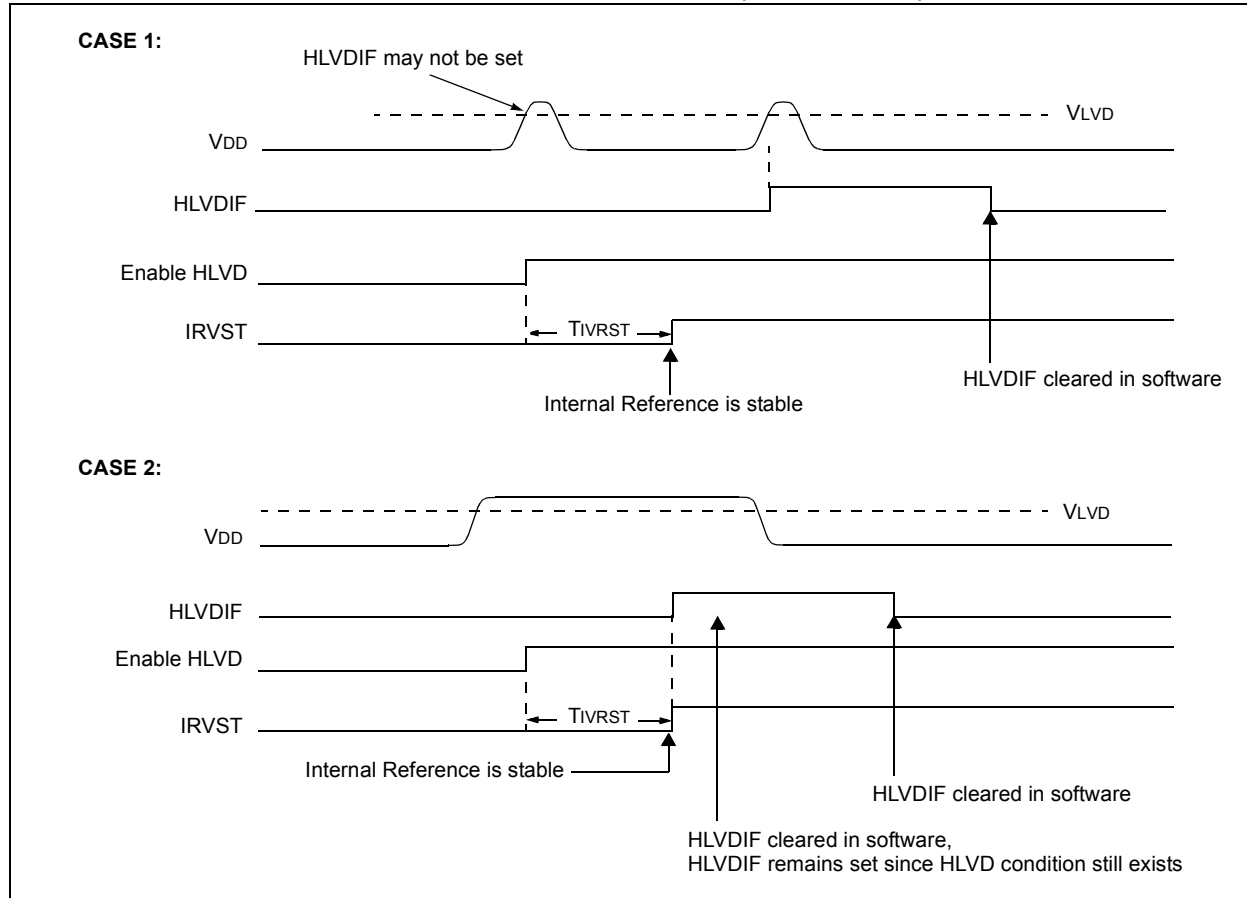 CASE 1:
HLVDIF may not be set
VLVD
VDD
HLVDIF
Enable HLVD
TIVRST
IRVST
HLVDIF cleared in software
Internal Reference is stable
CASE 2:
VLVD
VDD
HLVDIF
Enable HLVD
TIVRST
IRVST
Internal Reference is stable
HLVDIF cleared in software
HLVDIF cleared in software,
HLVDIF remains set since HLVD condition still exists